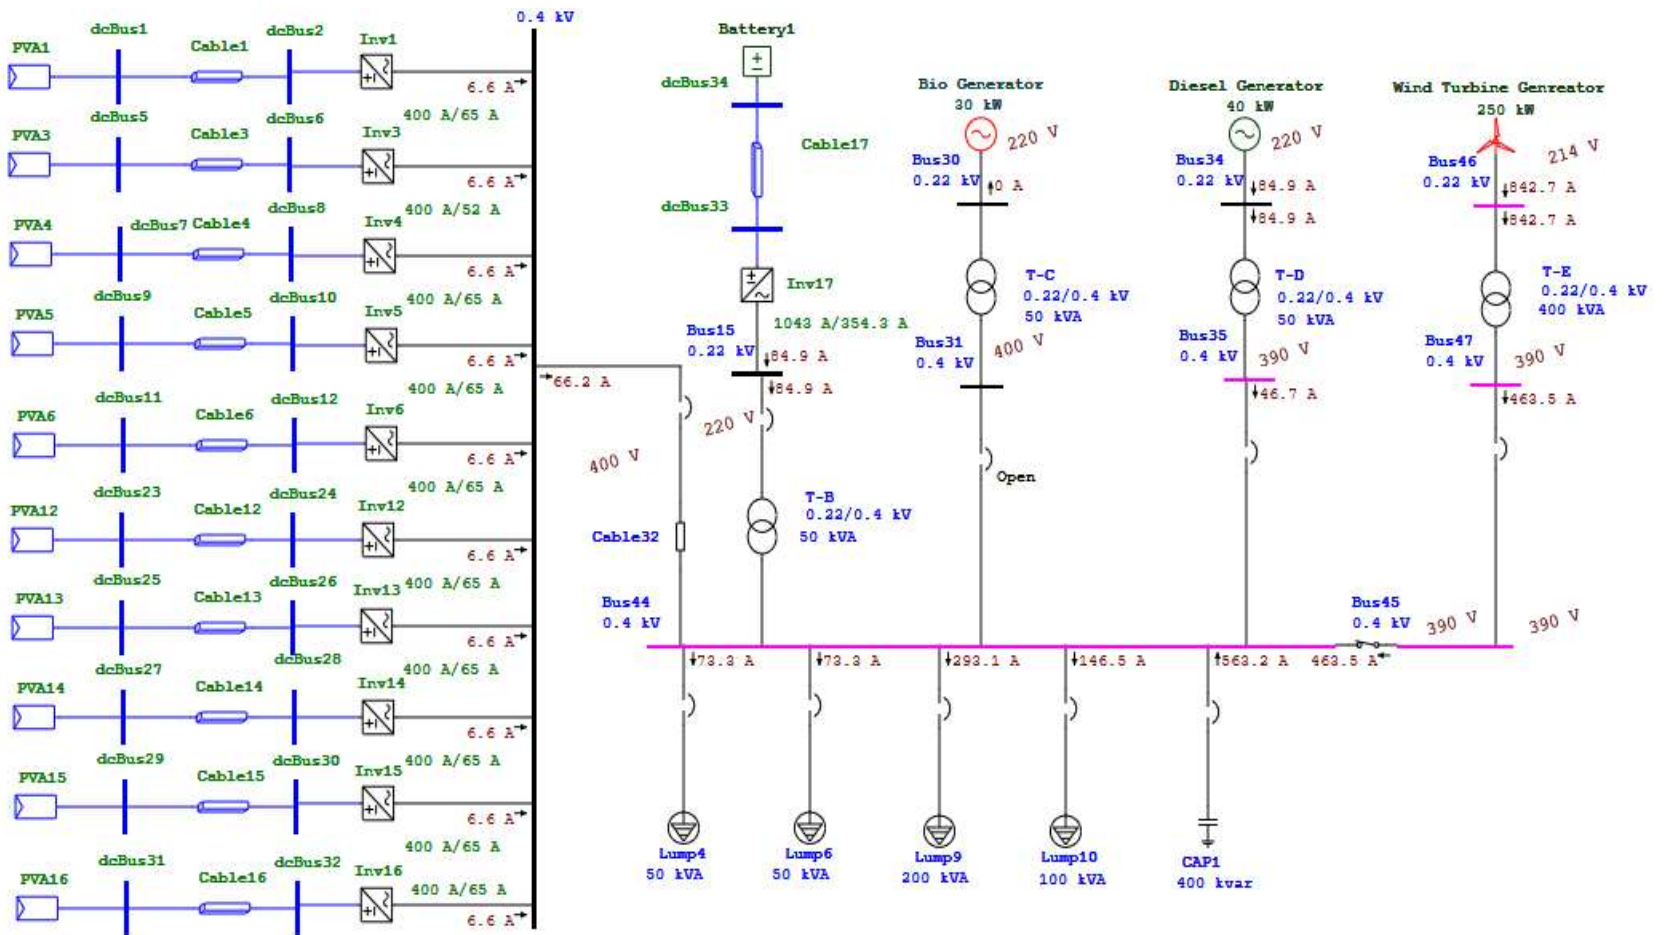 0.4 kV
PVA1
dcBus1
Cable1
dcBus2
Inv1
6.6 A
400 A/65 A
PVA3
dcBus5
Cable3
dcBus6
Inv3
6.6 A
400 A/52 A
PVA4
dcBus7
Cable4
dcBus8
Inv4
6.6 A
400 A/65 A
PVA5
dcBus9
Cable5
dcBus10
Inv5
6.6 A
400 A/65 A
PVA6
dcBus11
Cable6
dcBus12
Inv6
6.6 A
400 A/65 A
PVA12
dcBus23
Cable12
dcBus24
Inv12
6.6 A
400 A/65 A
PVA13
dcBus25
Cable13
dcBus26
Inv13
6.6 A
400 A/65 A
PVA14
dcBus27
Cable14
dcBus28
Inv14
6.6 A
400 A/65 A
PVA15
dcBus29
Cable15
dcBus30
Inv15
6.6 A
400 A/65 A
PVA16
dcBus31
Cable16
dcBus32
Inv16
400 A/65 A
6.6 A
66.2 A
400 V
Cable32
Bus44
0.4 kV
Battery1
dcBus34
Cable17
dcBus33
Inv17
1043 A/354.3 A
Bus15
0.22 kV
84.9 A
84.9 A
220 V
T-B
0.22/0.4 kV
50 kVA
Bio Generator
30 kW
220 V
Bus30
0.22 kV
0 A
T-C
0.22/0.4 kV
50 kVA
Bus31
0.4 kV
400 V
Open
Diesel Generator
40 kW
220 V
Bus34
0.22 kV
84.9 A
84.9 A
T-D
0.22/0.4 kV
50 kVA
Bus35
0.4 kV
390 V
46.7 A
Wind Turbine Genreator
250 kW
214 V
Bus46
0.22 kV
842.7 A
842.7 A
T-E
0.22/0.4 kV
400 kVA
Bus47
0.4 kV
390 V
463.5 A
Bus45
0.4 kV
390 V
390 V
73.3 A
73.3 A
293.1 A
146.5 A
563.2 A
463.5 A
Lump4
50 kVA
Lump6
50 kVA
Lump9
200 kVA
Lump10
100 kVA
CAP1
400 kvar